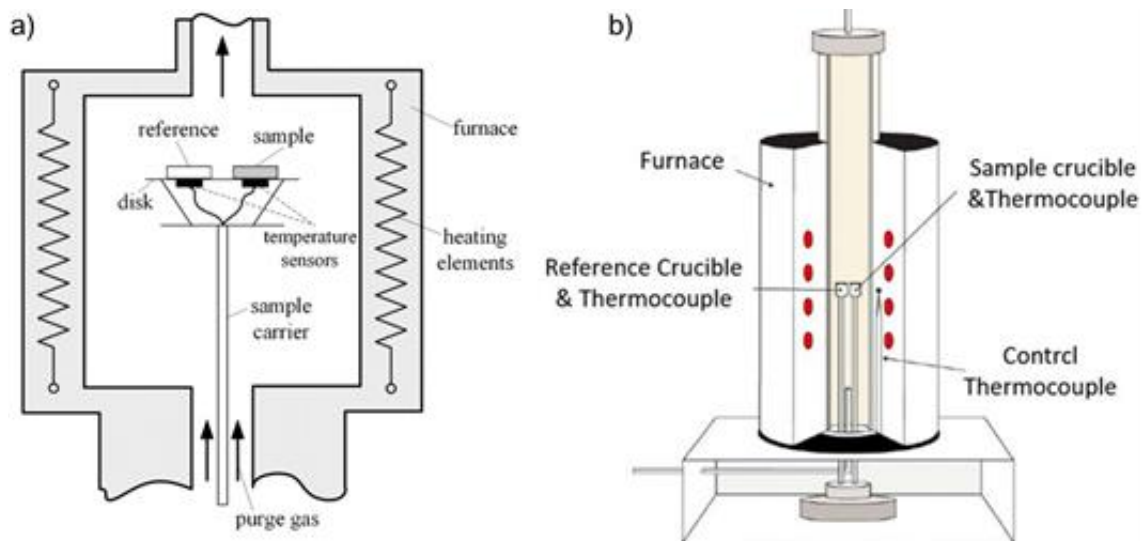 a)
reference
sample
furnace
disk
temperature
sensors
heating
elements
sample
carrier
purge gas
b)
Furnace
Sample crucible
&Thermocouple
Reference Crucible
& Thermocouple
Contrcl
Thermocouple